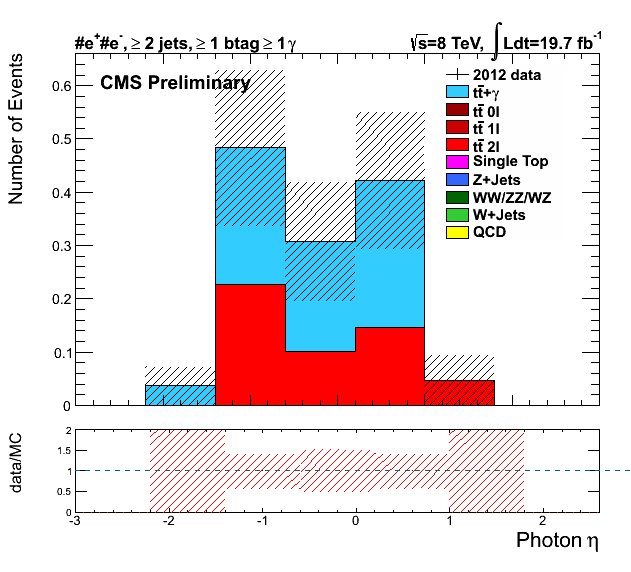 #e⁺#e⁻, ≥ 2 jets, ≥ 1 btag ≥ 1 γ
√s=8 TeV, ∫ Ldt=19.7 fb⁻¹
CMS Preliminary
2012 data
tt̄+γ
tt̄ 0l
tt̄ 1l
tt̄ 2l
Single Top
Z+Jets
WW/ZZ/WZ
W+Jets
QCD
Number of Events
0.6
0.5
0.4
0.3
0.2
0.1
0
data/MC
2
1.5
1
0.5
0
-3 -2 -1 0 1 2
Photon η